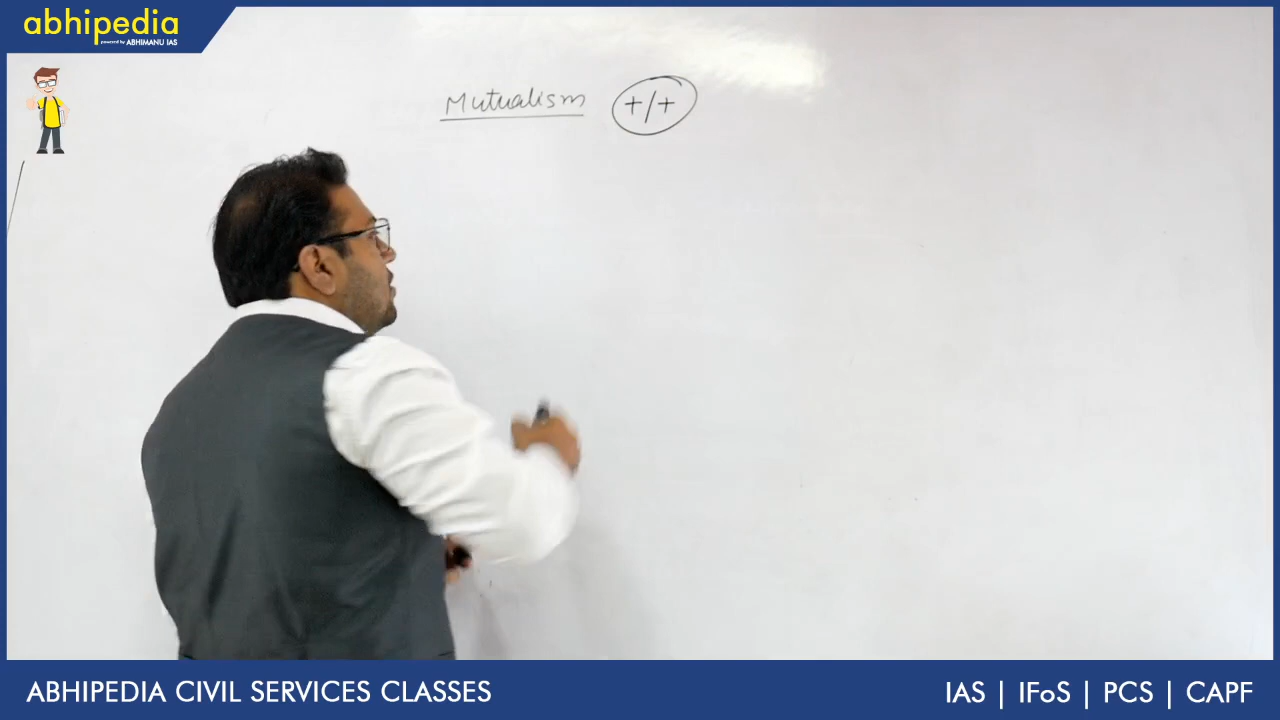 abhipedia
powered by ABHIMANU IAS
Mutualism +/+
ABHIPEDIA CIVIL SERVICES CLASSES
IAS | IFoS | PCS | CAPF